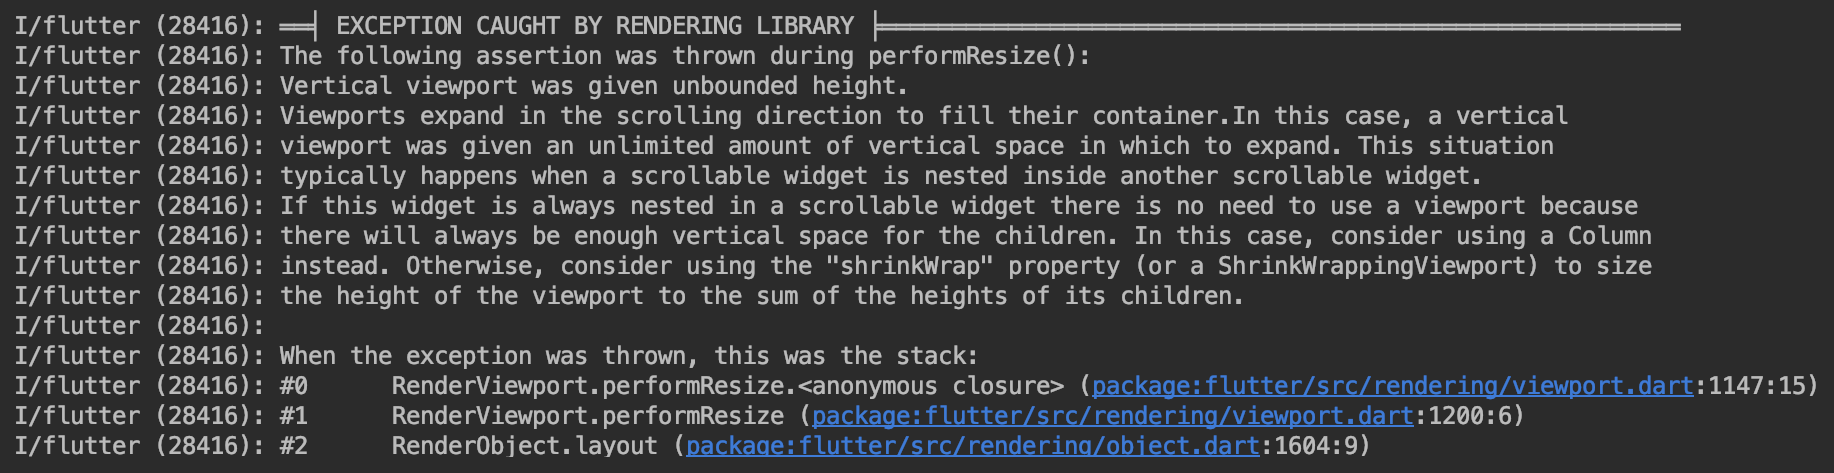 I/flutter (28416): ══╡ EXCEPTION CAUGHT BY RENDERING LIBRARY ╞═════════════════════════════════════════════════════════
I/flutter (28416): The following assertion was thrown during performResize():
I/flutter (28416): Vertical viewport was given unbounded height.
I/flutter (28416): Viewports expand in the scrolling direction to fill their container.In this case, a vertical
I/flutter (28416): viewport was given an unlimited amount of vertical space in which to expand. This situation
I/flutter (28416): typically happens when a scrollable widget is nested inside another scrollable widget.
I/flutter (28416): If this widget is always nested in a scrollable widget there is no need to use a viewport because
I/flutter (28416): there will always be enough vertical space for the children. In this case, consider using a Column
I/flutter (28416): instead. Otherwise, consider using the "shrinkWrap" property (or a ShrinkWrappingViewport) to size
I/flutter (28416): the height of the viewport to the sum of the heights of its children.
I/flutter (28416):
I/flutter (28416): When the exception was thrown, this was the stack:
I/flutter (28416): #0      RenderViewport.performResize.<anonymous closure> (package:flutter/src/rendering/viewport.dart:1147:15)
I/flutter (28416): #1      RenderViewport.performResize (package:flutter/src/rendering/viewport.dart:1200:6)
I/flutter (28416): #2      RenderObject.layout (package:flutter/src/rendering/object.dart:1604:9)